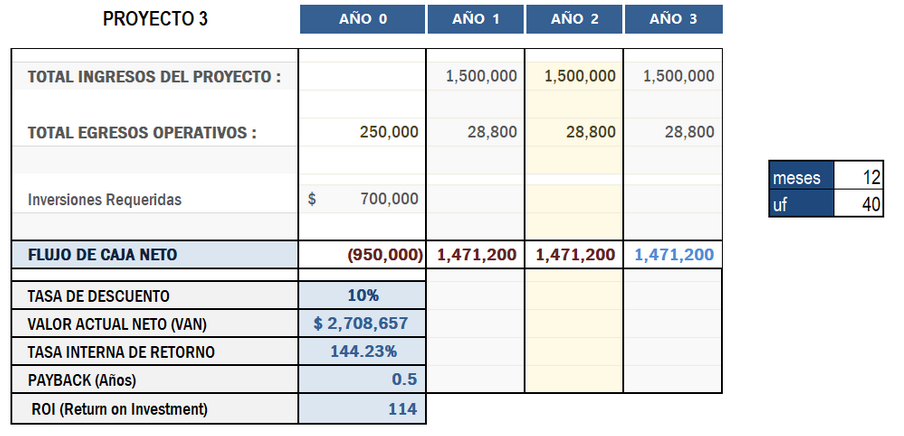 PROYECTO 3 AÑO 0 AÑO 1 AÑO 2 AÑO 3
TOTAL INGRESOS DEL PROYECTO : 1,500,000 1,500,000 1,500,000
TOTAL EGRESOS OPERATIVOS : 250,000 28,800 28,800 28,800
Inversiones Requeridas $ 700,000
FLUJO DE CAJA NETO (950,000) 1,471,200 1,471,200 1,471,200
TASA DE DESCUENTO 10%
VALOR ACTUAL NETO (VAN) $ 2,708,657
TASA INTERNA DE RETORNO 144.23%
PAYBACK (Años) 0.5
ROI (Return on Investment) 114
meses 12
uf 40